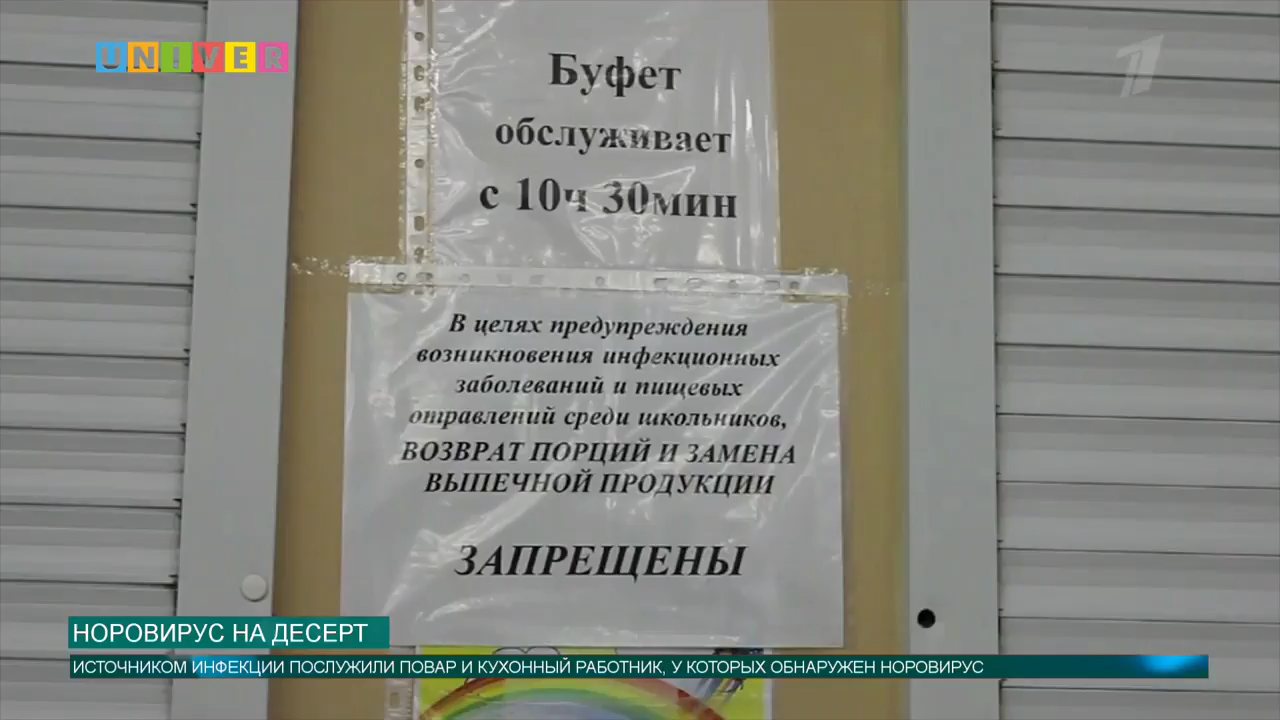 UNIVER
Буфет
обслуживает
с 10ч 30мин
В целях предупреждения
возникновения инфекционных
заболеваний и пищевых
отравлений среди школьников,
ВОЗВРАТ ПОРЦИЙ И ЗАМЕНА
ВЫПЕЧНОЙ ПРОДУКЦИИ
ЗАПРЕЩЕНЫ
НОРОВИРУС НА ДЕСЕРТ
ИСТОЧНИКОМ ИНФЕКЦИИ ПОСЛУЖИЛИ ПОВАР И КУХОННЫЙ РАБОТНИК, У КОТОРЫХ ОБНАРУЖЕН НОРОВИРУС